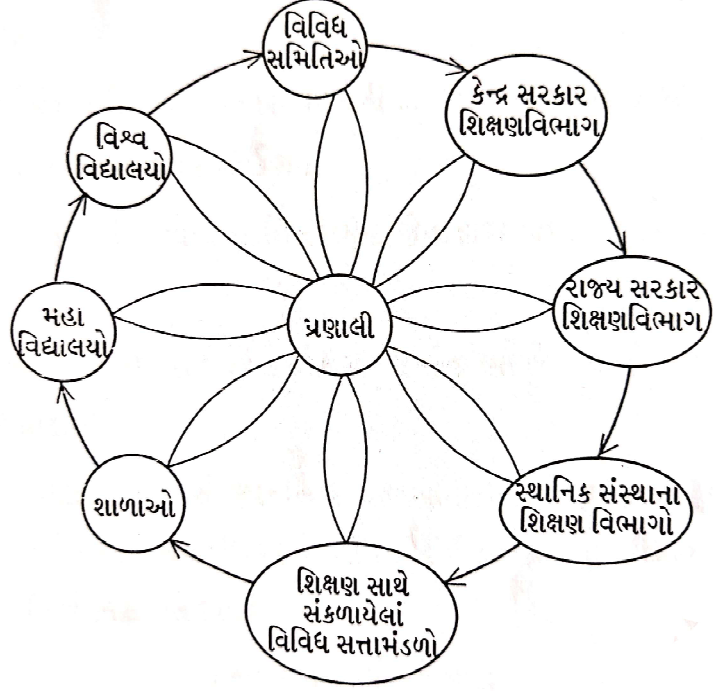 વિવિધ
સમિતિઓ
કેન્દ્ર સરકાર
શિક્ષણવિભાગ
રાજ્ય સરકાર
શિક્ષણવિભાગ
સ્થાનિક સંસ્થાના
શિક્ષણ વિભાગો
શિક્ષણ સાથે
સંકળાયેલાં
વિવિધ સત્તામંડળો
શાળાઓ
મહા
વિદ્યાલયો
વિશ્વ
વિદ્યાલયો
પ્રણાલી